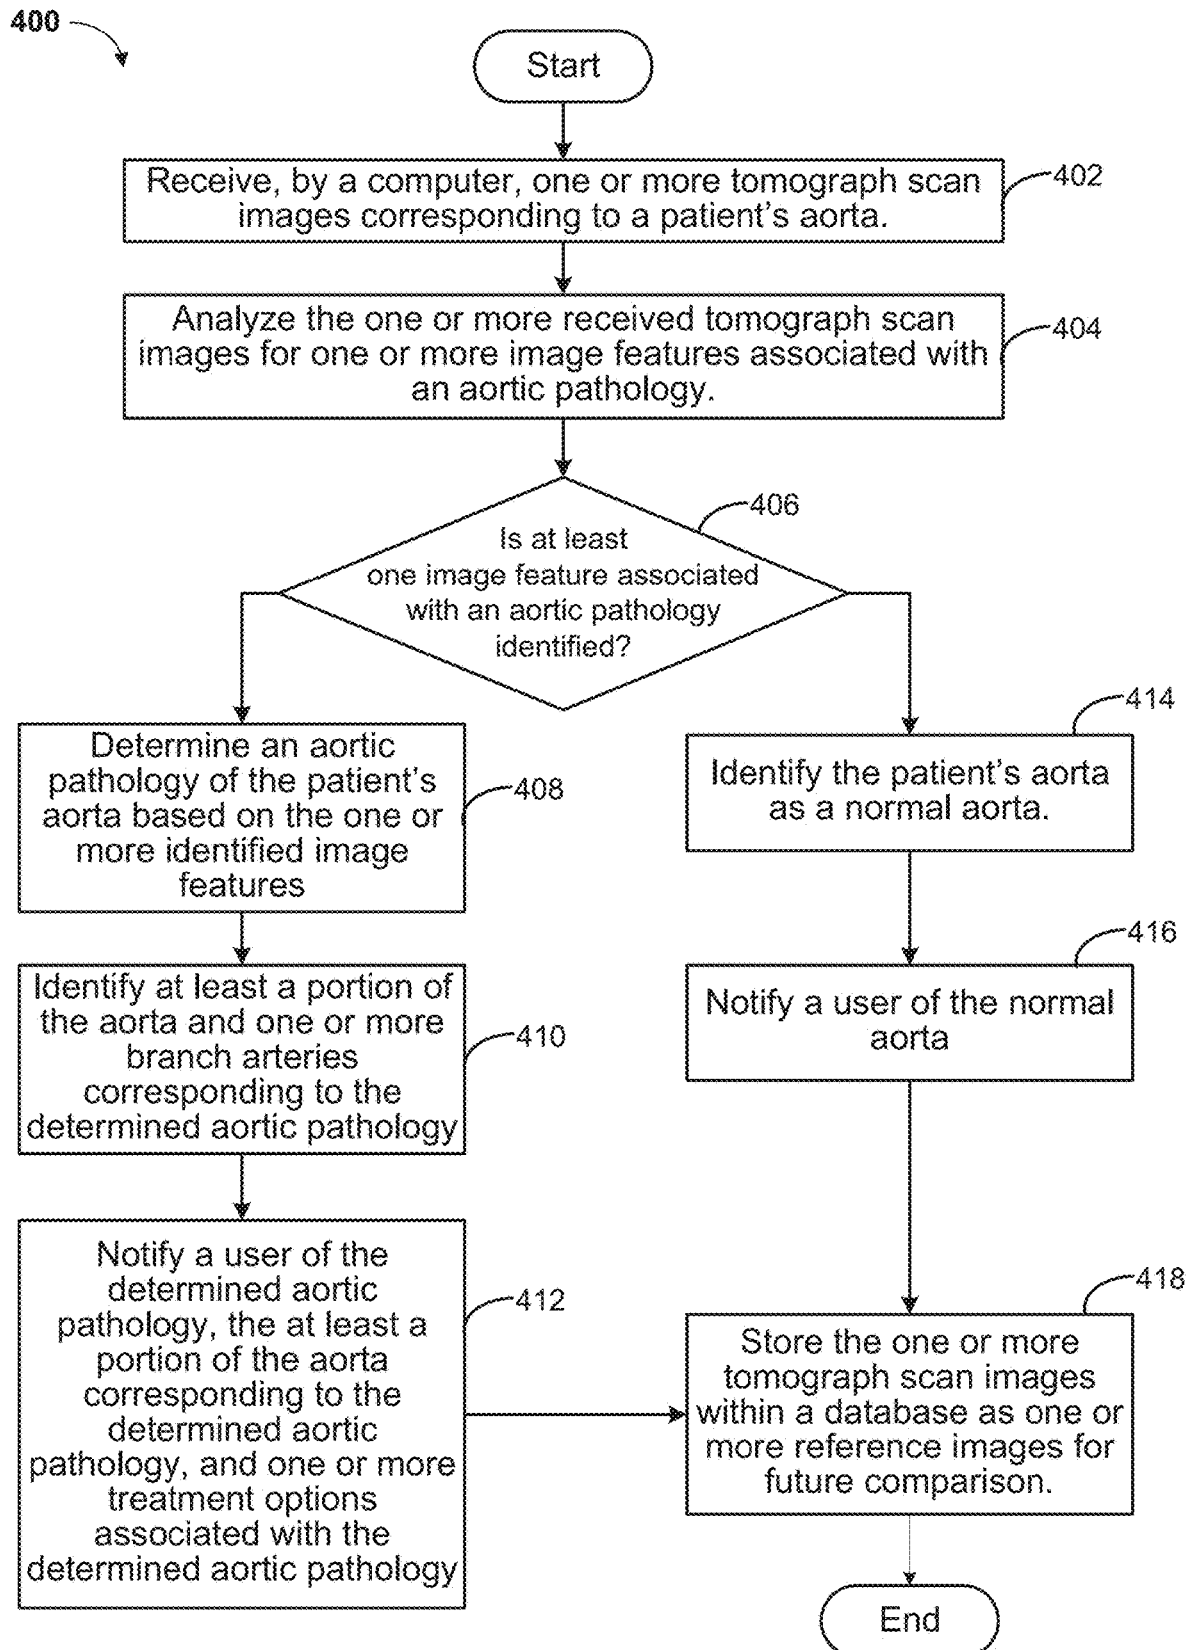 400
Start
Receive, by a computer, one or more tomograph scan
images corresponding to a patient's aorta.
402
Analyze the one or more received tomograph scan
images for one or more image features associated with
an aortic pathology.
404
406
Is at least
one image feature associated
with an aortic pathology
identified?
Determine an aortic
pathology of the patient's
aorta based on the one or
more identified image
features
408
Identify at least a portion of
the aorta and one or more
branch arteries
corresponding to the
determined aortic pathology
410
Notify a user of the
determined aortic
pathology, the at least a
portion of the aorta
corresponding to the
determined aortic
pathology, and one or more
treatment options
associated with the
determined aortic pathology
412
414
Identify the patient's aorta
as a normal aorta.
416
Notify a user of the normal
aorta
418
Store the one or more
tomograph scan images
within a database as one or
more reference images for
future comparison.
End